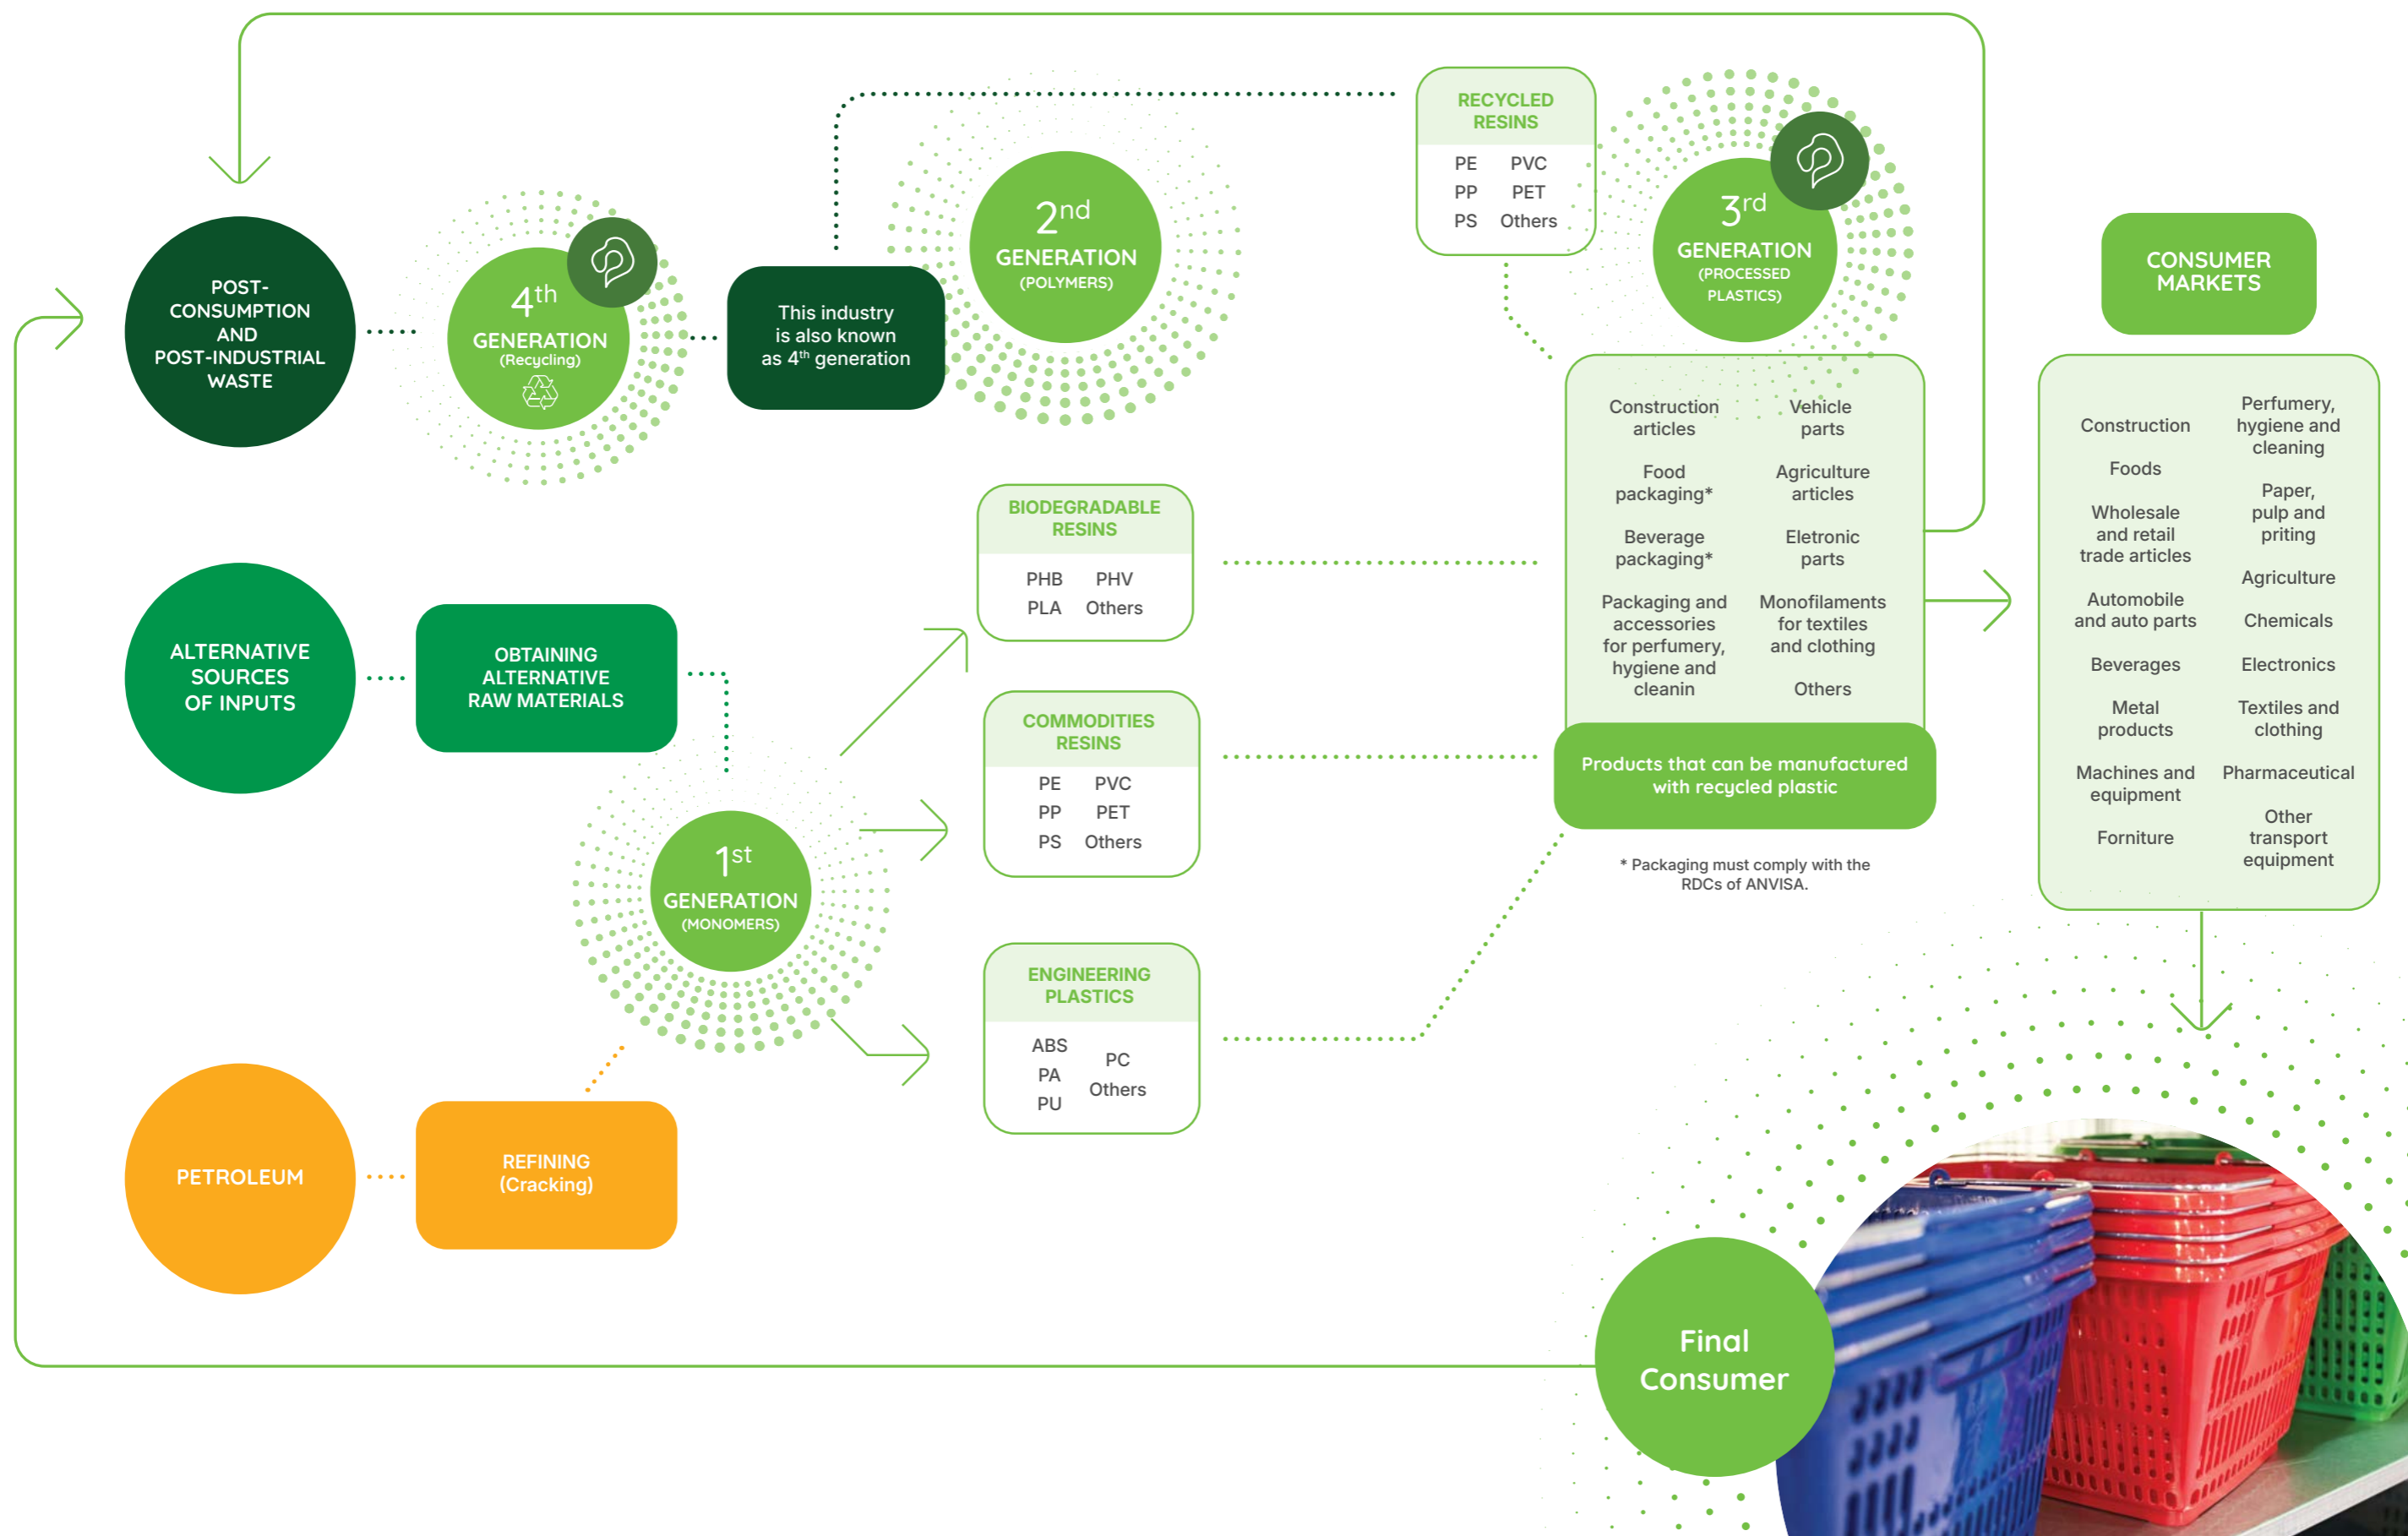 POST-
CONSUMPTION
AND
POST-INDUSTRIAL
WASTE
4th
GENERATION
(Recycling)
This industry
is also known
as 4th generation
2nd
GENERATION
(POLYMERS)
RECYCLED
RESINS
PE PVC
PP PET
PS Others
3rd
GENERATION
(PROCESSED
PLASTICS)
CONSUMER
MARKETS
ALTERNATIVE
SOURCES
OF INPUTS
OBTAINING
ALTERNATIVE
RAW MATERIALS
1st
GENERATION
(MONOMERS)
PETROLEUM
REFINING
(Cracking)
BIODEGRADABLE
RESINS
PHB PHV
PLA Others
COMMODITIES
RESINS
PE PVC
PP PET
PS Others
ENGINEERING
PLASTICS
ABS
PA
PU
PC
Others
Construction
articles
Food
packaging*
Beverage
packaging*
Packaging and
accessories
for perfumery,
hygiene and
cleanin
Vehicle
parts
Agriculture
articles
Eletronic
parts
Monofilaments
for textiles
and clothing
Others
Products that can be manufactured
with recycled plastic
* Packaging must comply with the
RDCs of ANVISA.
Construction
Foods
Wholesale
and retail
trade articles
Automobile
and auto parts
Beverages
Metal
products
Machines and
equipment
Forniture
Perfumery,
hygiene and
cleaning
Paper,
pulp and
priting
Agriculture
Chemicals
Electronics
Textiles and
clothing
Pharmaceutical
Other
transport
equipment
Final
Consumer